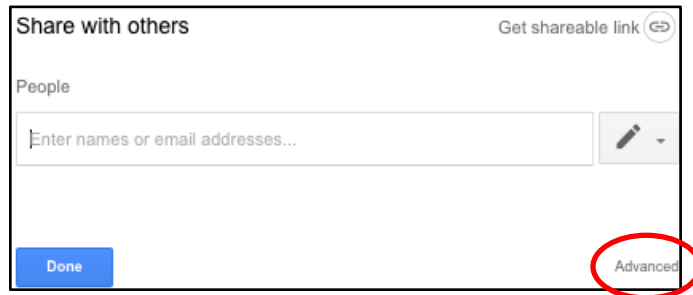 Share with others
Get shareable link
People
Enter names or email addresses...
Done
Advanced